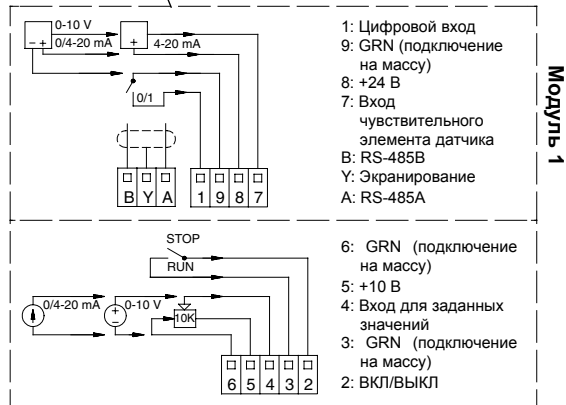 0-10 V
- + 0/4-20 mA
+ 4-20 mA
0/1
B Y A 1 9 8 7
1: Цифровой вход
9: GRN (подключение
на массу)
8: +24 В
7: Вход
чувствительного
элемента датчика
B: RS-485B
Y: Экранирование
A: RS-485A
Модуль 1
STOP
RUN
0/4-20 mA
+ - 0-10 V
10K
6 5 4 3 2
6: GRN (подключение
на массу)
5: +10 В
4: Вход для заданных
значений
3: GRN (подключение
на массу)
2: ВКЛ/ВЫКЛ